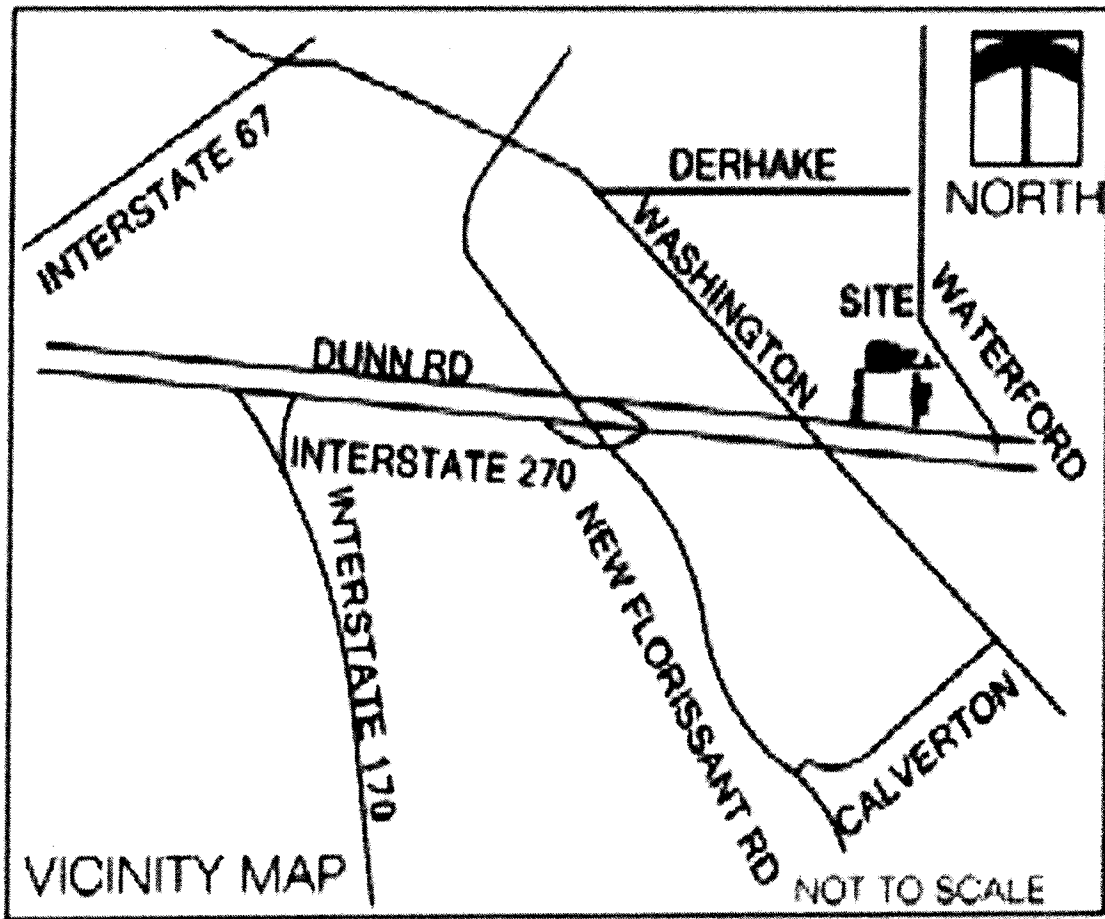 INTERSTATE 67
DERHAKE
NORTH
WASHINGTON
SITE
WATERFORD
DUNN RD
INTERSTATE 270
INTERSTATE 170
NEW FLORISSANT RD
CALVERTON
VICINITY MAP
NOT TO SCALE